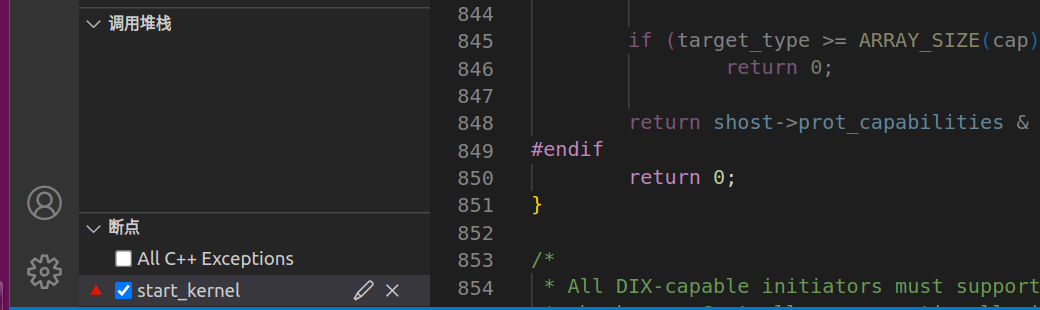 调用堆栈
断点
All C++ Exceptions
start_kernel
844
845 if (target_type >= ARRAY_SIZE(cap)
846 return 0;
847
848 return shost->prot_capabilities &
849 #endif
850 return 0;
851 }
852
853 /*
854 * All DIX-capable initiators must support